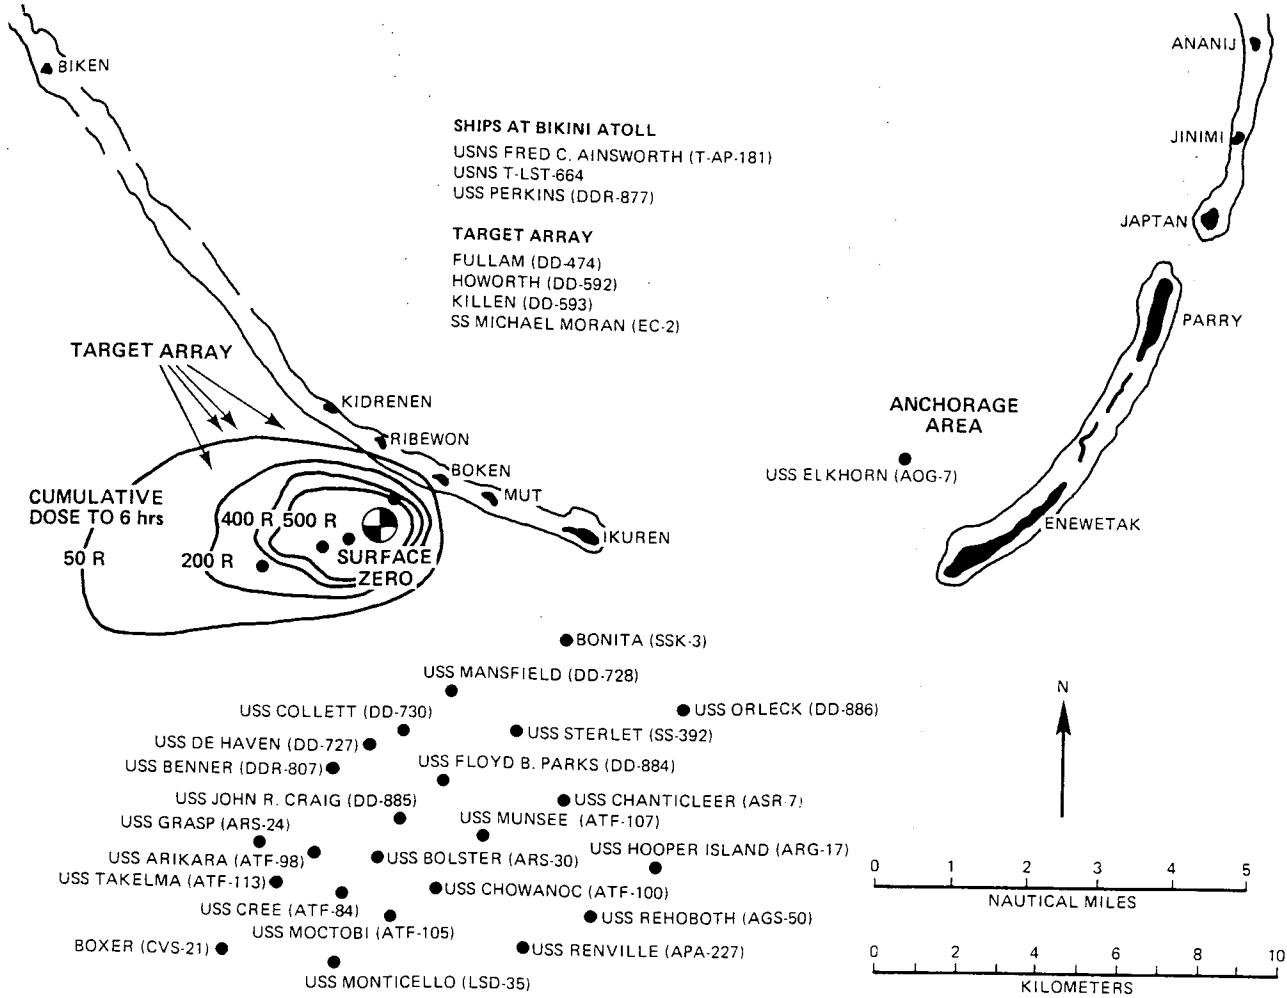 BIKEN
ANANIJ
SHIPS AT BIKINI ATOLL
USNS FRED C. AINSWORTH (T-AP-181)
USNS T-LST-664
USS PERKINS (DDR-877)
JINIMI
JAPTAN
TARGET ARRAY
FULLAM (DD-474)
HOWORTH (DD-592)
KILLEN (DD-593)
SS MICHAEL MORAN (EC-2)
PARRY
TARGET ARRAY
KIDRENEN
RIBEWON
BOKEN
MUT
IKUREN
ANCHORAGE
AREA
USS ELKHORN (AOG-7)
ENEWETAK
CUMULATIVE
DOSE TO 6 hrs
50 R
200 R
400 R
500 R
SURFACE
ZERO
BONITA (SSK-3)
USS MANSFIELD (DD-728)
USS ORLECK (DD-886)
USS COLLETT (DD-730)
USS STERLET (SS-392)
USS DE HAVEN (DD-727)
USS BENNER (DDR-807)
USS FLOYD B. PARKS (DD-884)
USS JOHN R. CRAIG (DD-885)
USS CHANTICLEER (ASR-7)
USS GRASP (ARS-24)
USS MUNSEE (ATF-107)
USS ARIKARA (ATF-98)
USS BOLSTER (ARS-30)
USS HOOPER ISLAND (ARG-17)
USS TAKELMA (ATF-113)
USS CHOWANOC (ATF-100)
USS CREE (ATF-84)
USS REHOBOTH (AGS-50)
USS MOCTOBI (ATF-105)
BOXER (CVS-21)
USS RENVILLE (APA-227)
USS MONTICELLO (LSD-35)
N
0 1 2 3 4 5
NAUTICAL MILES
0 2 4 6 8 10
KILOMETERS